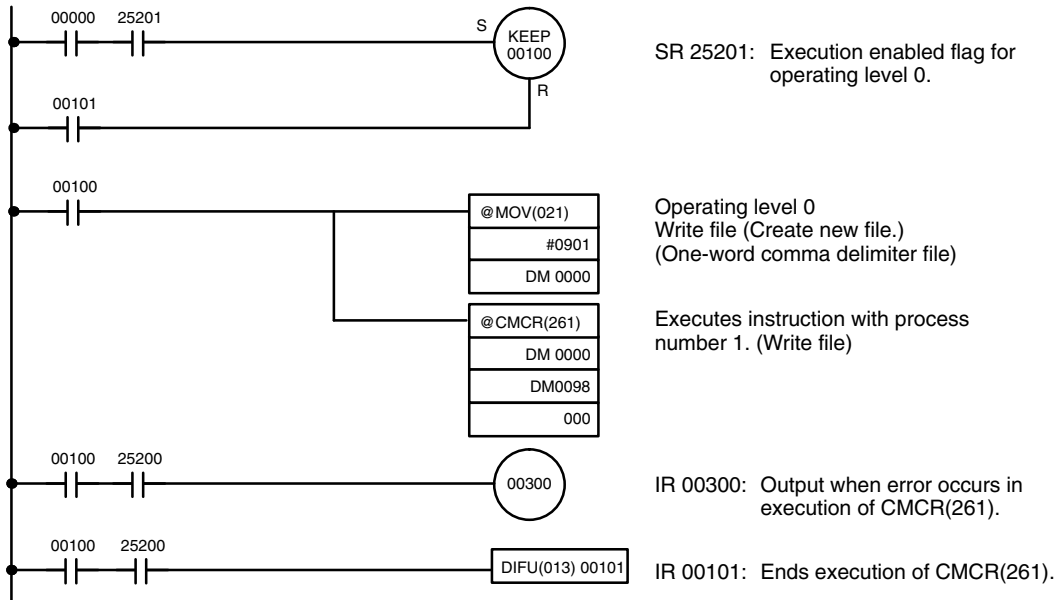 00000 25201
S
KEEP
00100
R
SR 25201: Execution enabled flag for
operating level 0.
00101
00100
@MOV(021)
#0901
DM 0000
Operating level 0
Write file (Create new file.)
(One-word comma delimiter file)
@CMCR(261)
DM 0000
DM0098
000
Executes instruction with process
number 1. (Write file)
00100 25200
00300
IR 00300: Output when error occurs in
execution of CMCR(261).
00100 25200
DIFU(013) 00101
IR 00101: Ends execution of CMCR(261).